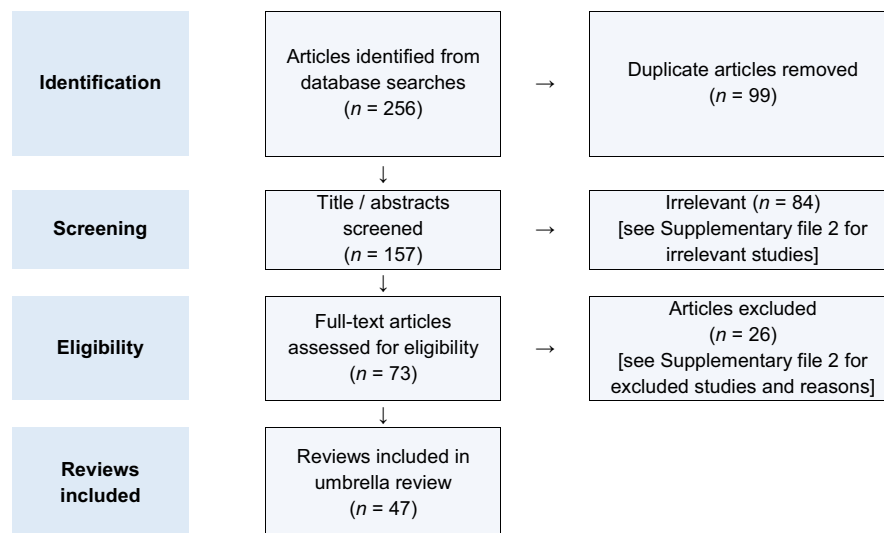 Identification
Articles identified from
database searches
(n = 256)
→
Duplicate articles removed
(n = 99)
↓
Screening
Title / abstracts
screened
(n = 157)
→
Irrelevant (n = 84)
[see Supplementary file 2 for
irrelevant studies]
↓
Eligibility
Full-text articles
assessed for eligibility
(n = 73)
→
Articles excluded
(n = 26)
[see Supplementary file 2 for
excluded studies and reasons]
↓
Reviews
included
Reviews included in
umbrella review
(n = 47)